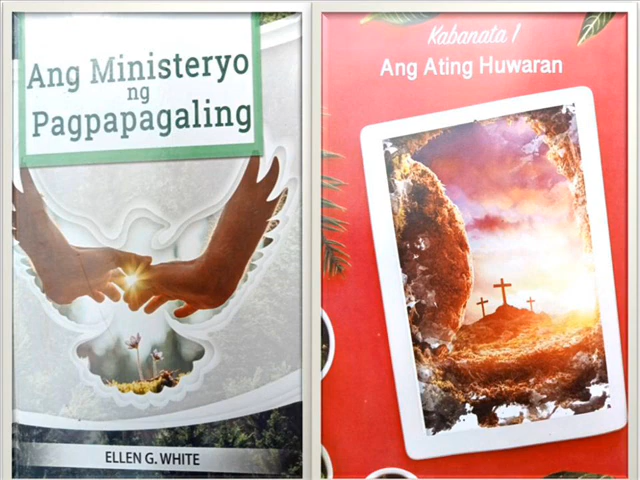 Ang Ministeryo
ng
Pagpapagaling
ELLEN G. WHITE
Kabanata 1
Ang Ating Huwaran